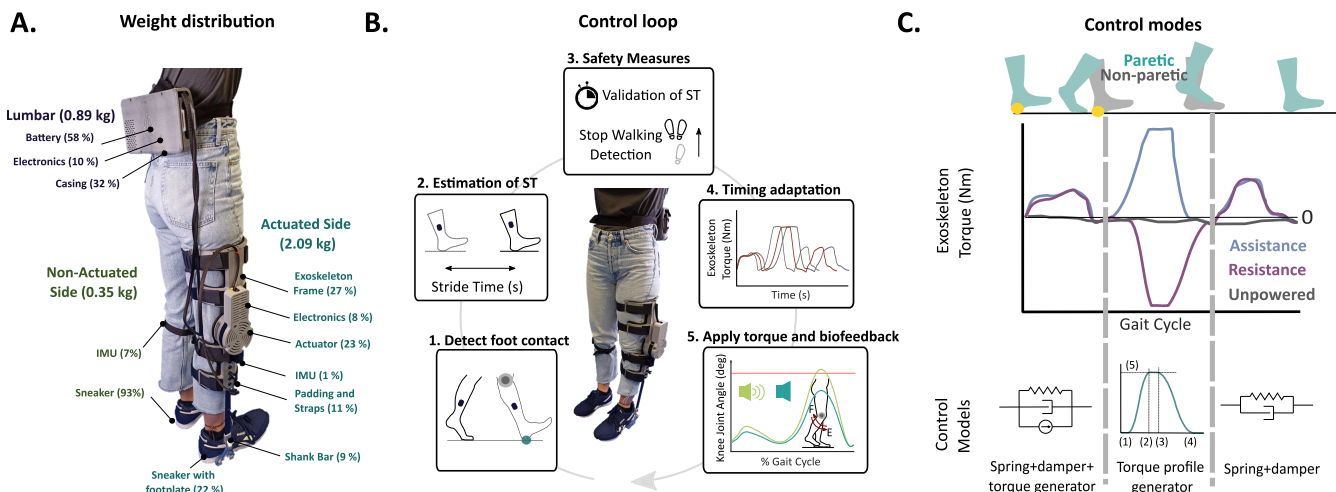 A.
Weight distribution
Lumbar (0.89 kg)
Battery (58 %)
Electronics (10 %)
Casing (32 %)
Actuated Side
(2.09 kg)
Non-Actuated
Side (0.35 kg)
Exoskeleton
Frame (27 %)
Electronics (8 %)
Actuator (23 %)
IMU (7%)
IMU (1 %)
Sneaker (93%)
Padding and
Straps (11 %)
Shank Bar (9 %)
Sneaker with
footplate (22 %)
B.
Control loop
3. Safety Measures
Validation of ST
Stop Walking
Detection
2. Estimation of ST
Stride Time (s)
4. Timing adaptation
Exoskeleton
Torque (Nm)
Time (s)
1. Detect foot contact
5. Apply torque and biofeedback
Knee Joint Angle (deg)
F
E
% Gait Cycle
C.
Control modes
Paretic
Non-paretic
Exoskeleton
Torque (Nm)
0
Assistance
Resistance
Unpowered
Gait Cycle
Control
Models
(5)
(1) (2) (3) (4)
Spring+damper+
torque generator
Torque profile
generator
Spring+damper